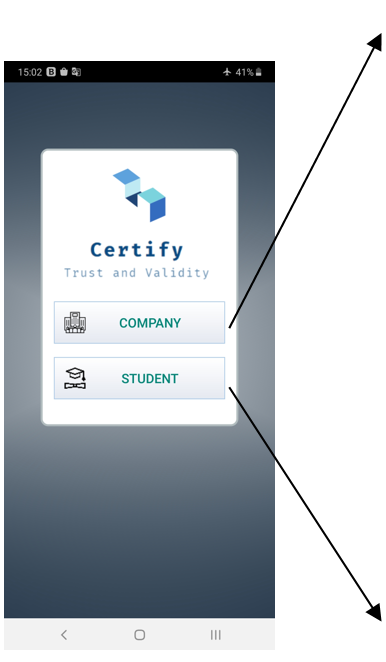 15:02
41%
Certify
Trust and Validity
COMPANY
STUDENT